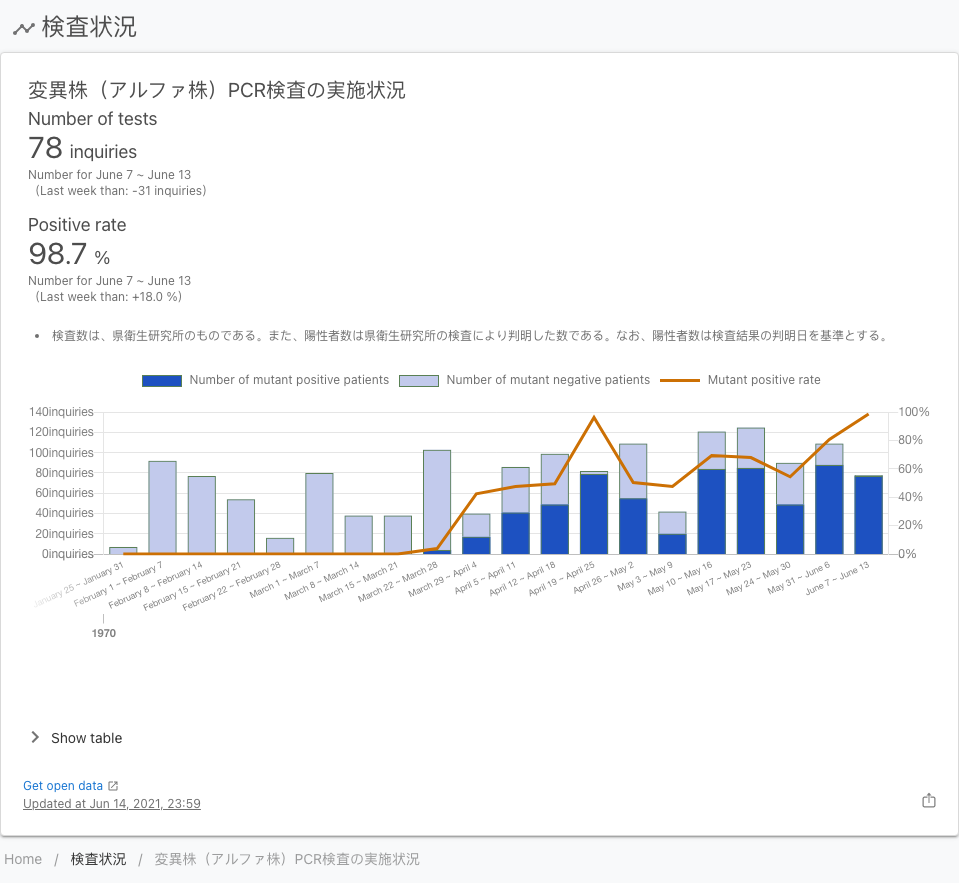 検査状況
変異株（アルファ株）PCR検査の実施状況
Number of tests
78 inquiries
Number for June 7 ~ June 13
（Last week than: -31 inquiries)
Positive rate
98.7 %
Number for June 7 ~ June 13
（Last week than: +18.0 %)
• 検査数は、県衛生研究所のものである。また、陽性者数は県衛生研究所の検査により判明した数である。なお、陽性者数は検査結果の判明日を基準とする。
Number of mutant positive patients Number of mutant negative patients Mutant positive rate
140inquiries
120inquiries
100inquiries
80inquiries
60inquiries
40inquiries
20inquiries
0inquiries
100%
80%
60%
40%
20%
0%
January 25 ~ January 31
February 1 ~ February 7
February 8 ~ February 14
February 15 ~ February 21
February 22 ~ February 28
March 1 ~ March 7
March 8 ~ March 14
March 15 ~ March 21
March 22 ~ March 28
March 29 ~ April 4
April 5 ~ April 11
April 12 ~ April 18
April 19 ~ April 25
April 26 ~ May 2
May 3 ~ May 9
May 10 ~ May 16
May 17 ~ May 23
May 24 ~ May 30
May 31 ~ June 6
June 7 ~ June 13
1970
Show table
Get open data
Updated at Jun 14, 2021, 23:59
Home / 検査状況 / 変異株（アルファ株）PCR検査の実施状況